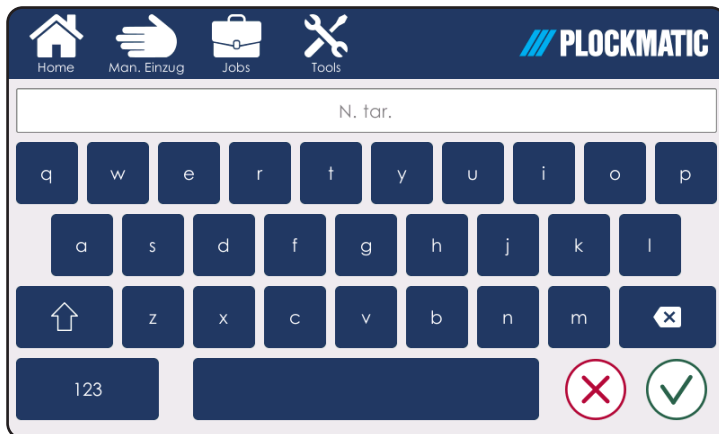 Home Man. Einzug Jobs Tools PLOCKMATIC
N. tar.
q w e r t y u i o p
a s d f g h j k l
z x c v b n m
123